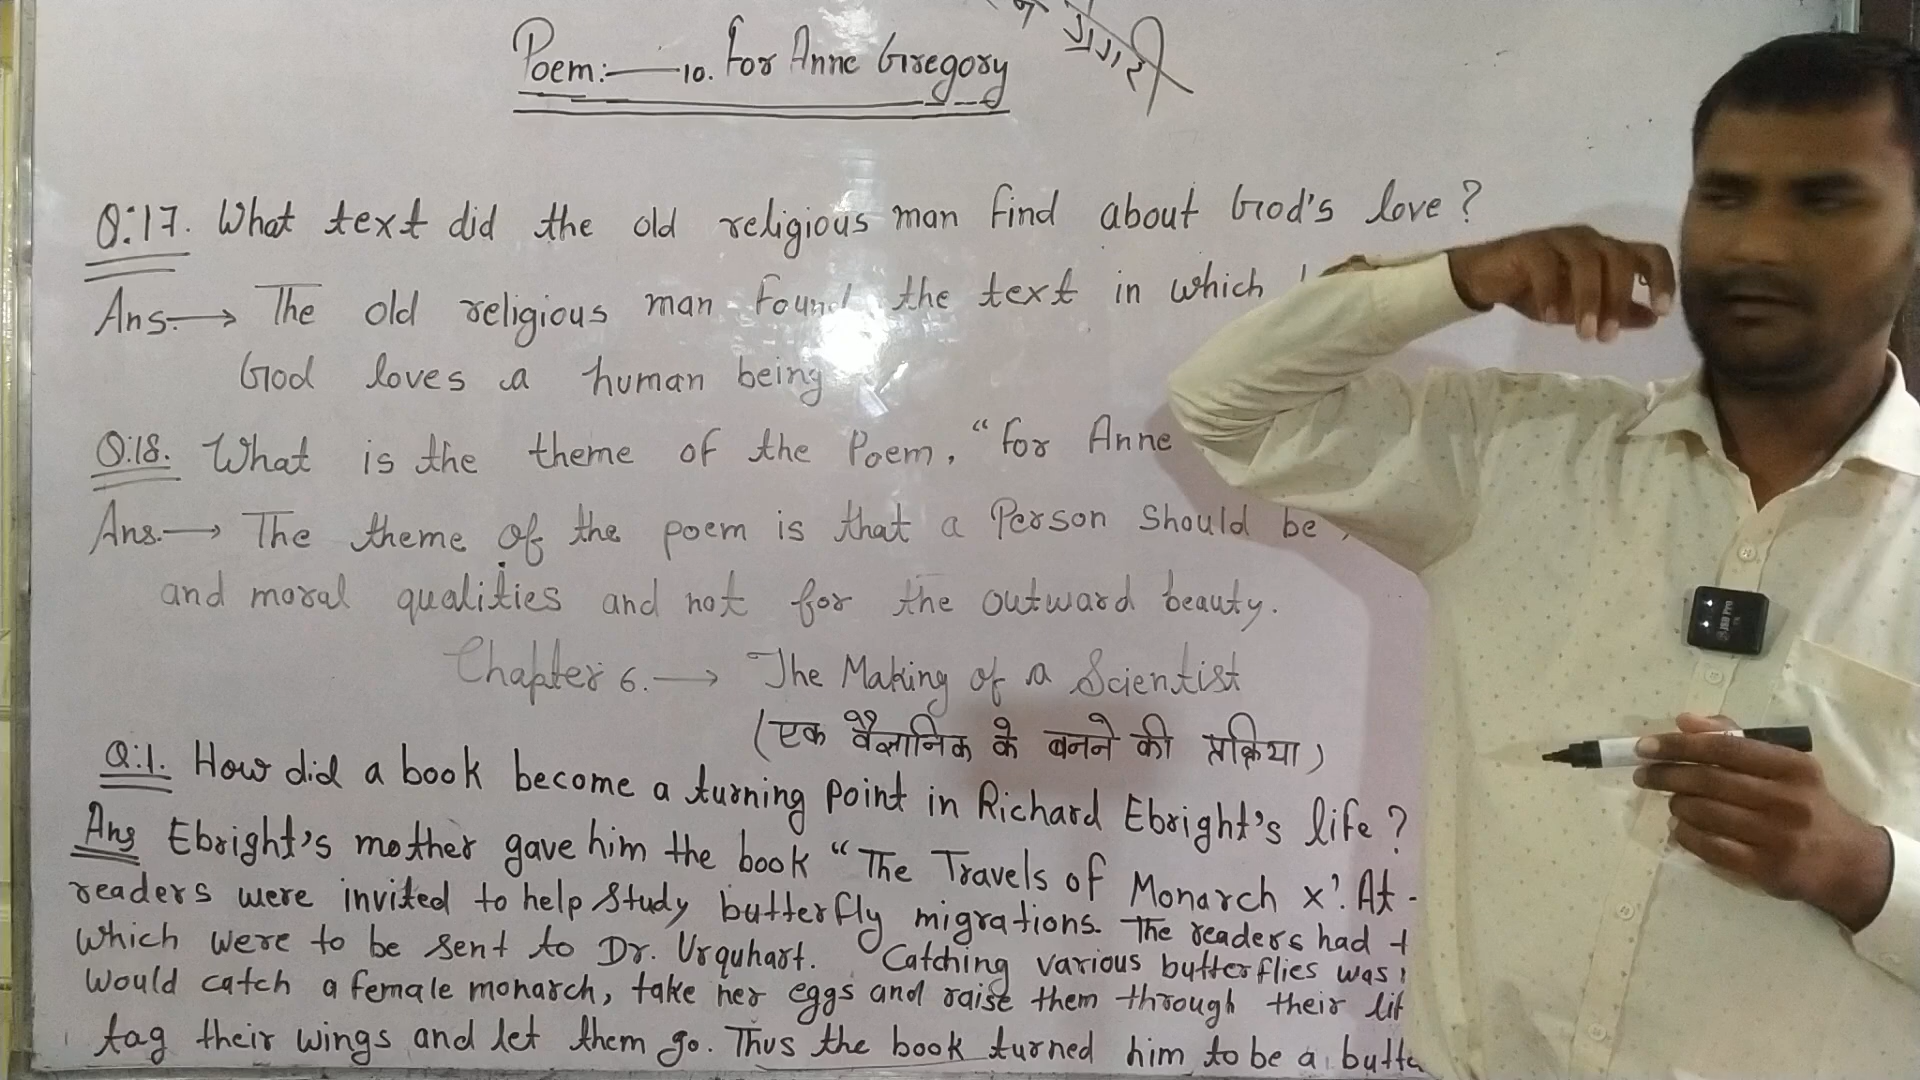 Poem:— 10. For Anne Gregory
Q:17. What text did the old religious man find about God's love?
Ans.→ The old religious man found the text in which
God loves a human being
Q:18. What is the theme of the Poem, "for Anne
Ans.→ The theme of the poem is that a Person should be
and moral qualities and not for the outward beauty.
Chapter 6.→ The Making of a Scientist
(एक वैज्ञानिक के बनने की प्रक्रिया)
Q:1. How did a book become a turning point in Richard Ebright's life?
Ans Ebright's mother gave him the book "The Travels of Monarch x'. At
readers were invited to help study butterfly migrations. The readers had
which were to be sent to Dr. Urquhart. Catching various butterflies was
would catch a female monarch, take her eggs and raise them through their
tag their wings and let them go. Thus the book turned him to be a
JSB Pro